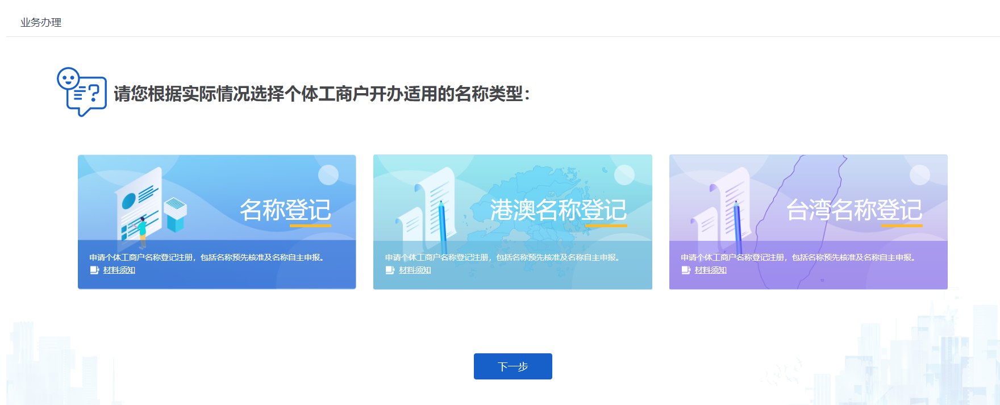 业务办理
请您根据实际情况选择个体工商户开办适用的名称类型：
名称登记
申请个体工商户名称登记注册，包括名称预先核准及名称自主申报。
材料须知
港澳名称登记
申请个体工商户名称登记注册，包括名称预先核准及名称自主申报。
材料须知
台湾名称登记
申请个体工商户名称登记注册，包括名称预先核准及名称自主申报。
材料须知
下一步